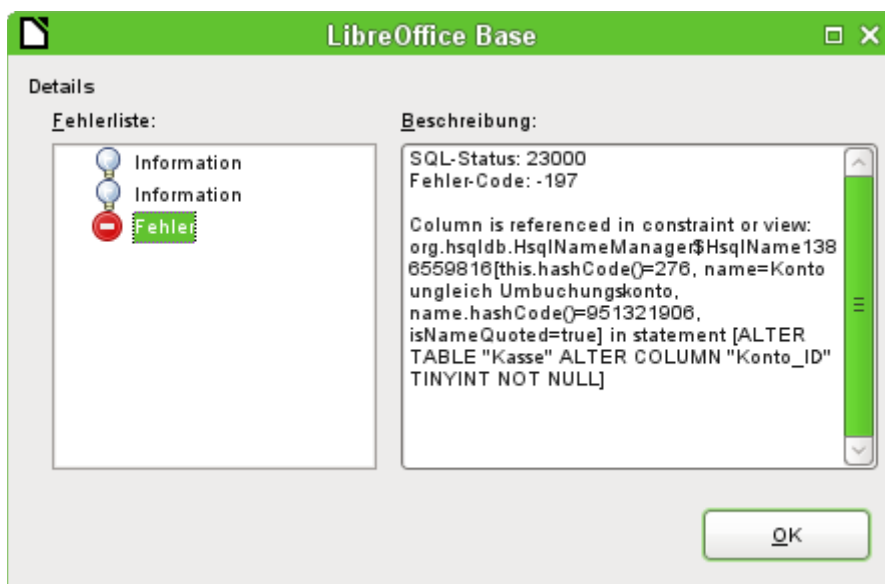 LibreOffice Base
Details
Fehlerliste:
Beschreibung:
Information
Information
Fehler
SQL-Status: 23000
Fehler-Code: -197
Column is referenced in constraint or view:
org.hsqldb.HsqlNameManager$HsqlName138
6559816[this.hashCode()=276, name=Konto
ungleich Umbuchungskonto,
name.hashCode()=951321906,
isNameQuoted=true] in statement [ALTER
TABLE "Kasse" ALTER COLUMN "Konto_ID"
TINYINT NOT NULL]
OK